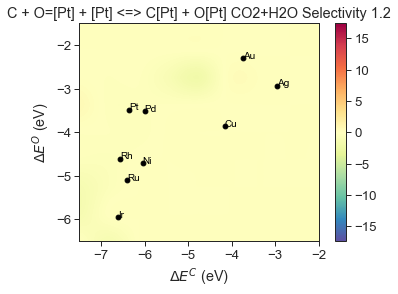 C + O=[Pt] + [Pt] <=> C[Pt] + O[Pt] CO2+H2O Selectivity 1.2
ΔE^O (eV)
−2
−3
−4
−5
−6
Au
Ag
Pt
Pd
Cu
Rh
Ni
Ru
Ir
−7
−6
−5
−4
−3
−2
ΔE^C (eV)
15
10
5
0
−5
−10
−15